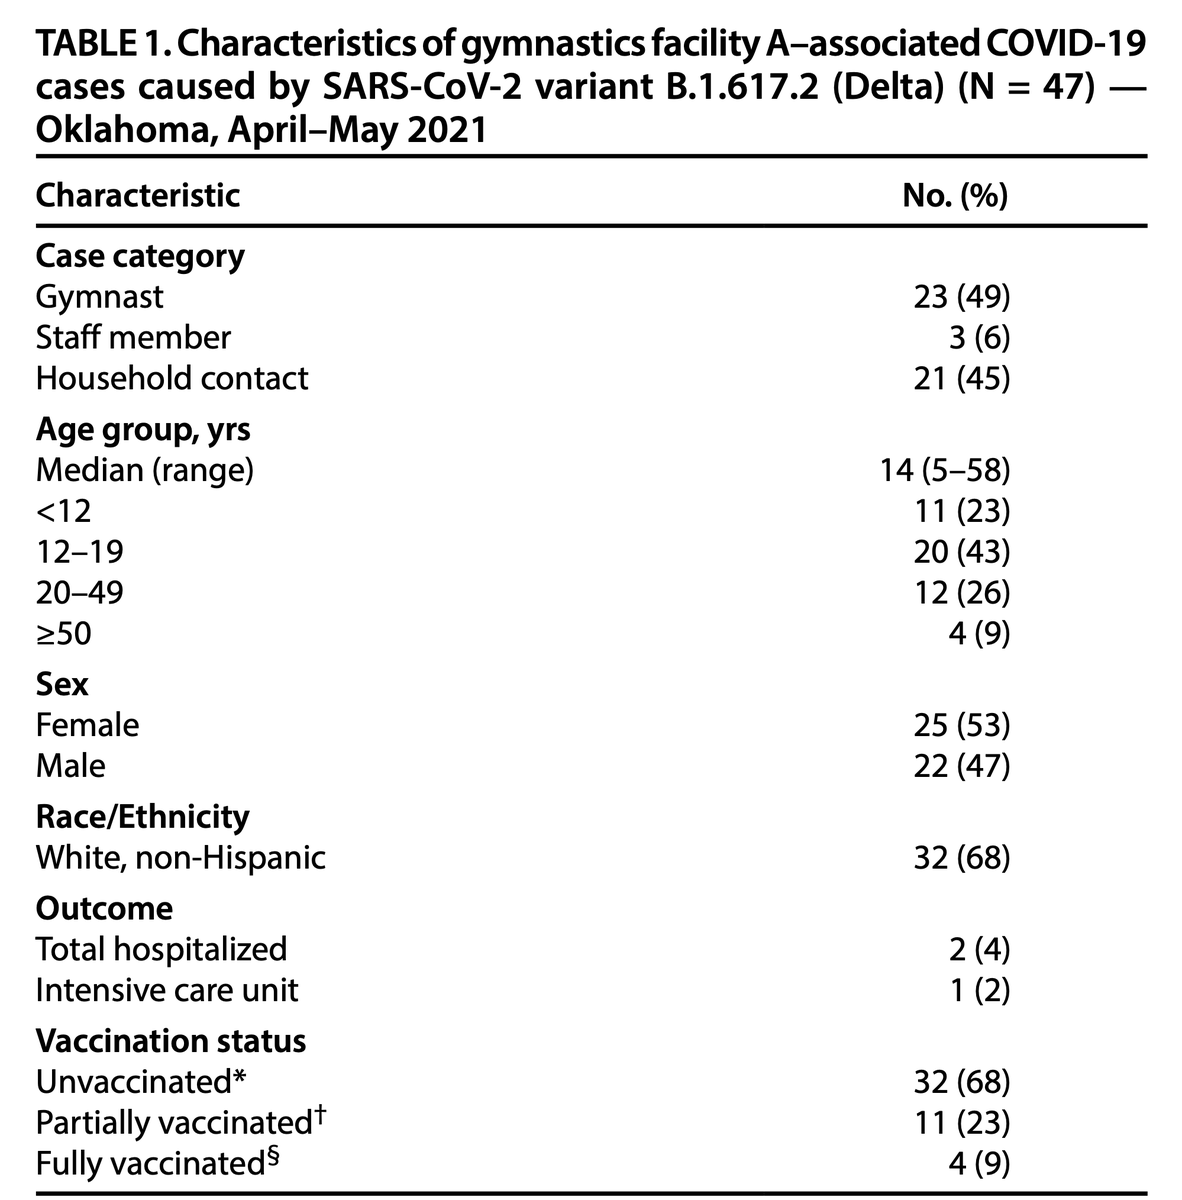 TABLE 1. Characteristics of gymnastics facility A–associated COVID-19
cases caused by SARS-CoV-2 variant B.1.617.2 (Delta) (N = 47) —
Oklahoma, April–May 2021
Characteristic No. (%)
Case category
Gymnast 23 (49)
Staff member 3 (6)
Household contact 21 (45)
Age group, yrs
Median (range) 14 (5–58)
<12 11 (23)
12–19 20 (43)
20–49 12 (26)
≥50 4 (9)
Sex
Female 25 (53)
Male 22 (47)
Race/Ethnicity
White, non-Hispanic 32 (68)
Outcome
Total hospitalized 2 (4)
Intensive care unit 1 (2)
Vaccination status
Unvaccinated* 32 (68)
Partially vaccinated† 11 (23)
Fully vaccinated§ 4 (9)